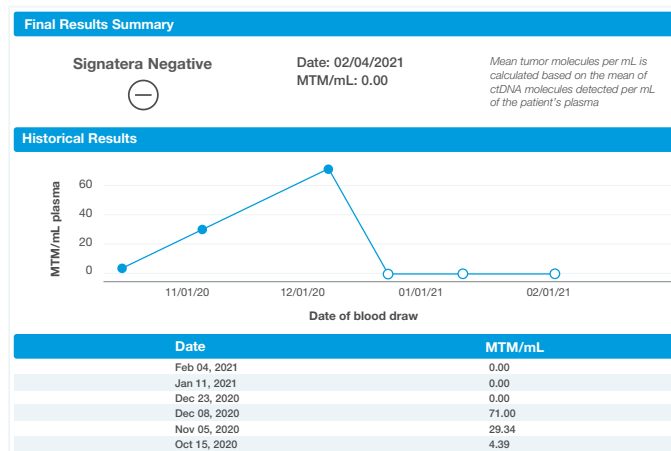 Final Results Summary
Signatera Negative
Date: 02/04/2021
MTM/mL: 0.00
Mean tumor molecules per mL is
calculated based on the mean of
ctDNA molecules detected per mL
of the patient's plasma
Historical Results
MTM/mL plasma
60
40
20
0
11/01/20 12/01/20 01/01/21 02/01/21
Date of blood draw
Date MTM/mL
Feb 04, 2021 0.00
Jan 11, 2021 0.00
Dec 23, 2020 0.00
Dec 08, 2020 71.00
Nov 05, 2020 29.34
Oct 15, 2020 4.39